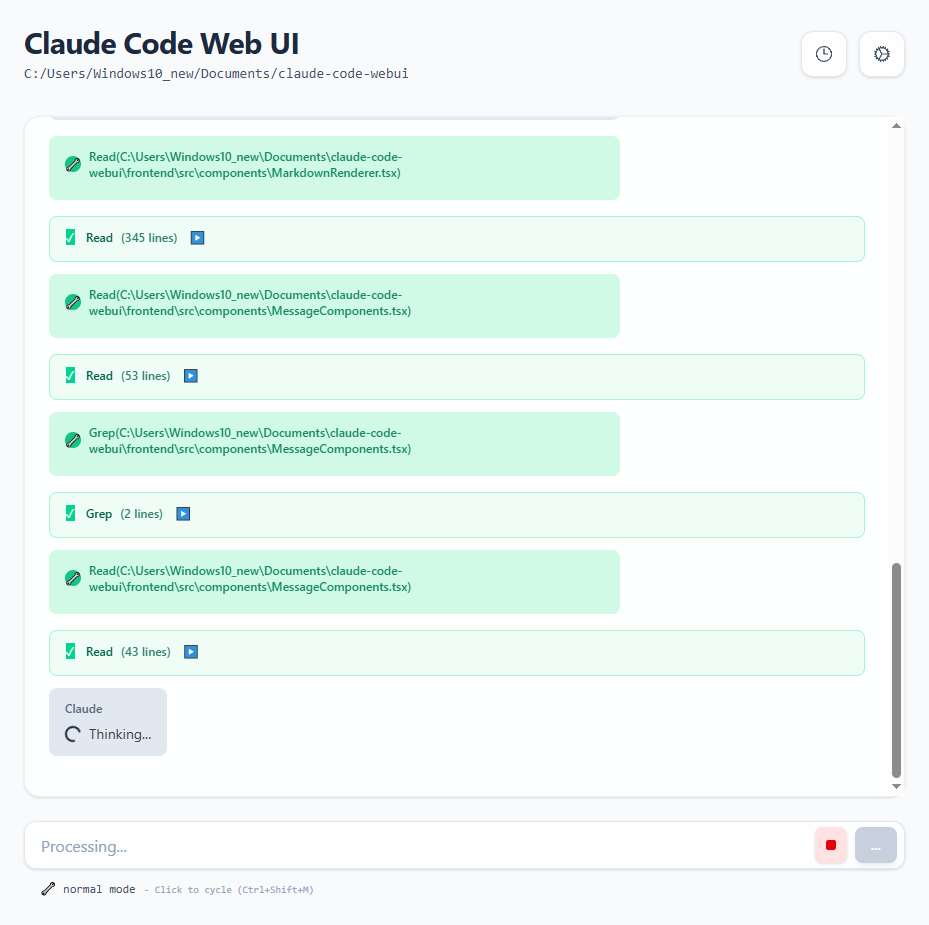 Claude Code Web UI
C:/Users/Windows10_new/Documents/claude-code-webui
Read(C:\Users\Windows10_new\Documents\claude-code-
webui\frontend\src\components\MarkdownRenderer.tsx)
Read (345 lines)
Read(C:\Users\Windows10_new\Documents\claude-code-
webui\frontend\src\components\MessageComponents.tsx)
Read (53 lines)
Grep(C:\Users\Windows10_new\Documents\claude-code-
webui\frontend\src\components\MessageComponents.tsx)
Grep (2 lines)
Read(C:\Users\Windows10_new\Documents\claude-code-
webui\frontend\src\components\MessageComponents.tsx)
Read (43 lines)
Claude
Thinking...
Processing...
...
normal mode - Click to cycle (Ctrl+Shift+M)